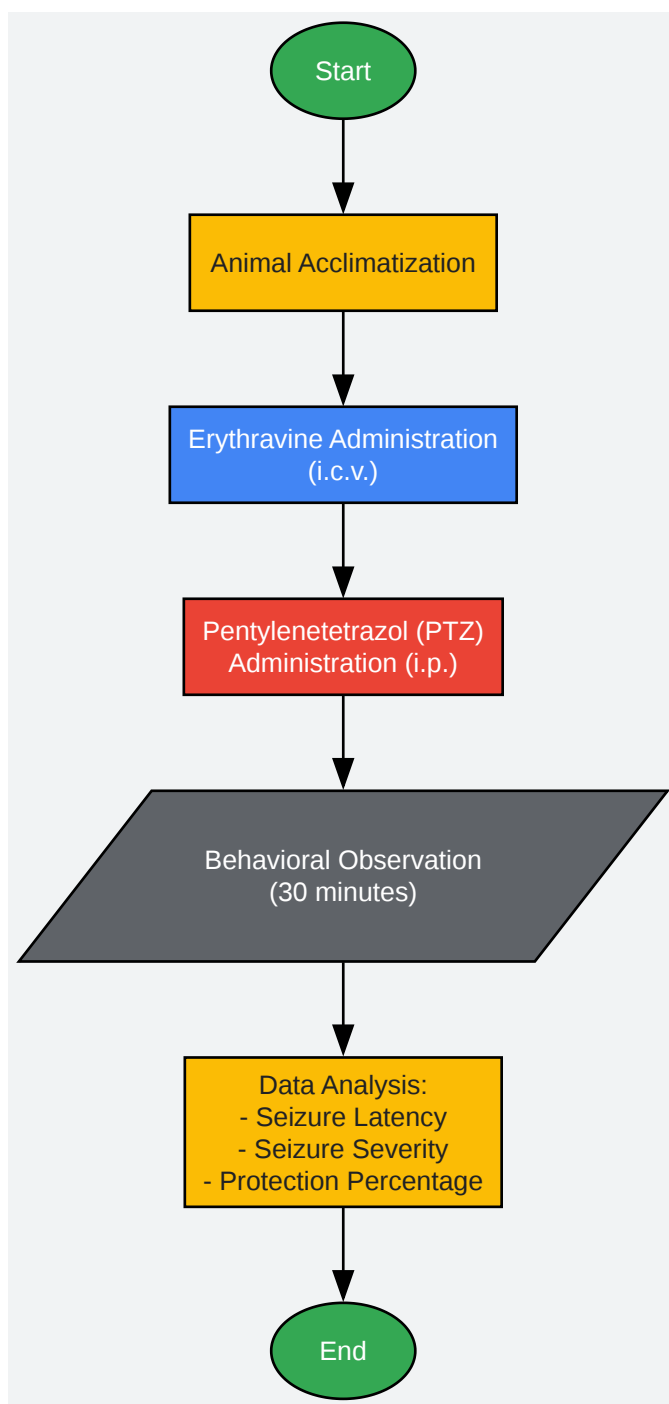 Start
Animal Acclimatization
Erythravine Administration
(i.c.v.)
Pentylenetetrazol (PTZ)
Administration (i.p.)
Behavioral Observation
(30 minutes)
Data Analysis:
- Seizure Latency
- Seizure Severity
- Protection Percentage
End